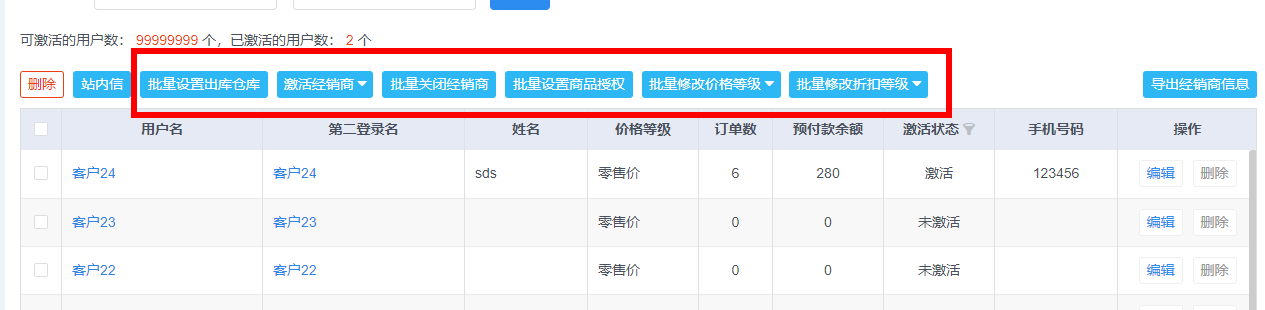 可激活的用户数： 99999999 个，已激活的用户数： 2 个
删除 站内信 批量设置出库仓库 激活经销商 批量关闭经销商 批量设置商品授权 批量修改价格等级 批量修改折扣等级 导出经销商信息
用户名 第二登录名 姓名 价格等级 订单数 预付款余额 激活状态 手机号码 操作
客户24 客户24 sds 零售价 6 280 激活 123456 编辑 删除
客户23 客户23 零售价 0 0 未激活 编辑 删除
客户22 客户22 零售价 0 0 未激活 编辑 删除